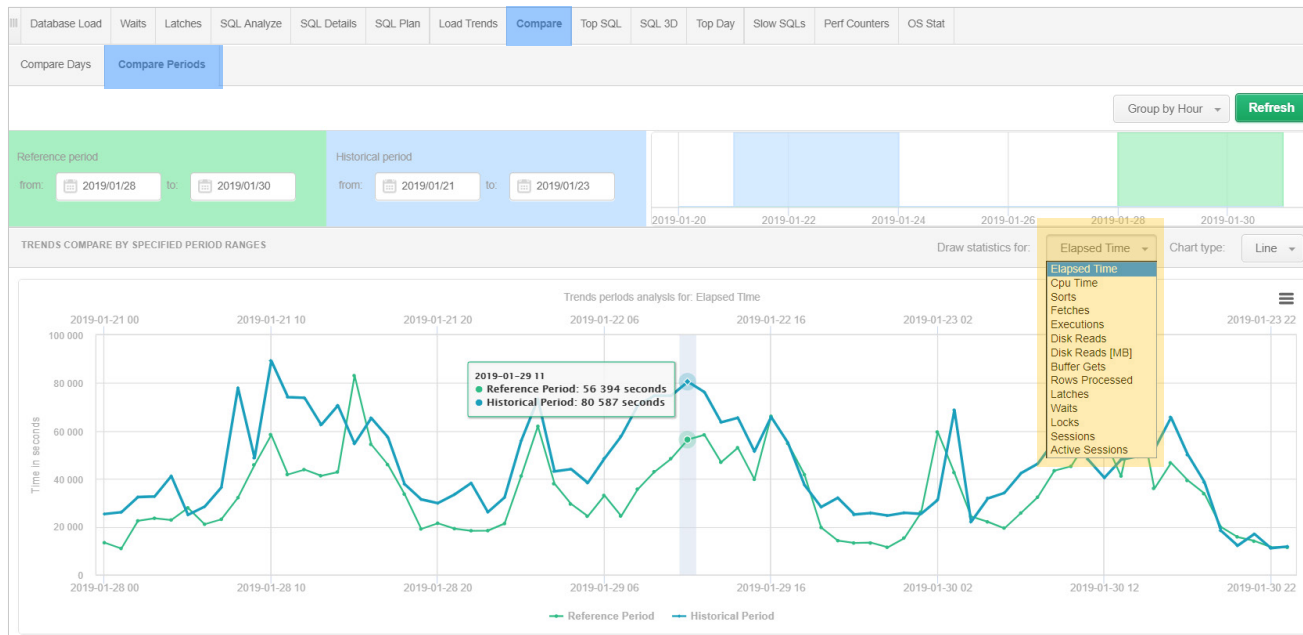 Database Load Waits Latches SQL Analyze SQL Details SQL Plan Load Trends Compare Top SQL SQL 3D Top Day Slow SQLs Perf Counters OS Stat
Compare Days Compare Periods
Group by Hour Refresh
Reference period Historical period
from: 2019/01/28 to: 2019/01/30 from: 2019/01/21 to: 2019/01/23
2019-01-20 2019-01-22 2019-01-24 2019-01-26 2019-01-28 2019-01-30
TRENDS COMPARE BY SPECIFIED PERIOD RANGES Draw statistics for: Elapsed Time Chart type: Line
Elapsed Time
Cpu Time
Sorts
Fetches
Executions
Disk Reads
Disk Reads [MB]
Buffer Gets
Rows Processed
Latches
Waits
Locks
Sessions
Active Sessions
Trends periods analysis for: Elapsed TIme
2019-01-21 00 2019-01-21 10 2019-01-21 20 2019-01-22 06 2019-01-22 16 2019-01-23 02 2019-01-23 22
100 000
80 000
60 000
40 000
20 000
0
Time in seconds
2019-01-29 11
Reference Period: 56 394 seconds
Historical Period: 80 587 seconds
2019-01-28 00 2019-01-28 10 2019-01-28 20 2019-01-29 06 2019-01-29 16 2019-01-30 02 2019-01-30 12 2019-01-30 22
Reference Period Historical Period